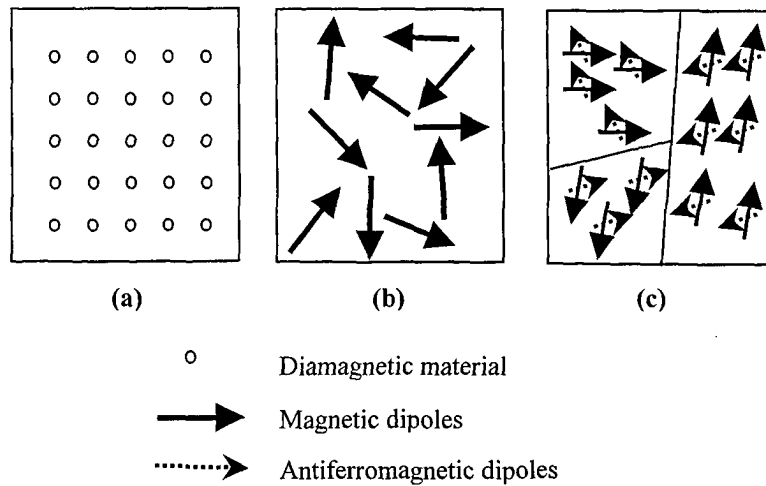 (a) (b) (c)
Diamagnetic material
Magnetic dipoles
Antiferromagnetic dipoles